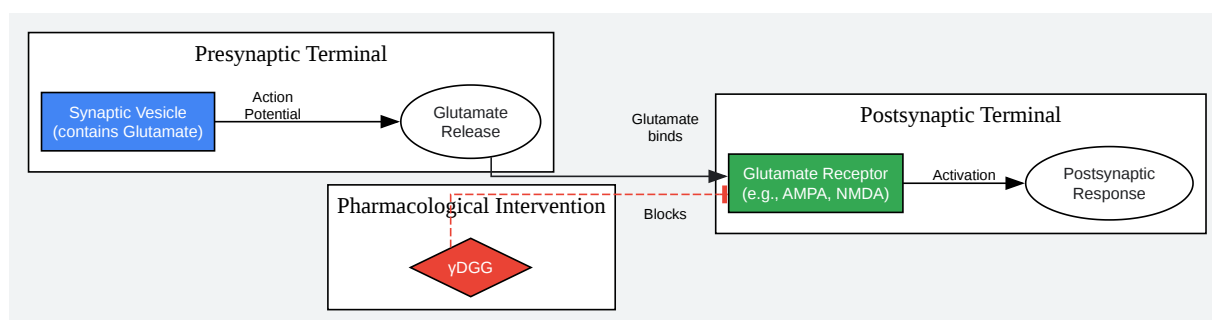 Presynaptic Terminal
Synaptic Vesicle
(contains Glutamate)
Action
Potential
Glutamate
Release
Glutamate
binds
Postsynaptic Terminal
Glutamate Receptor
(e.g., AMPA, NMDA)
Activation
Postsynaptic
Response
Pharmacological Intervention
Blocks
γDGG